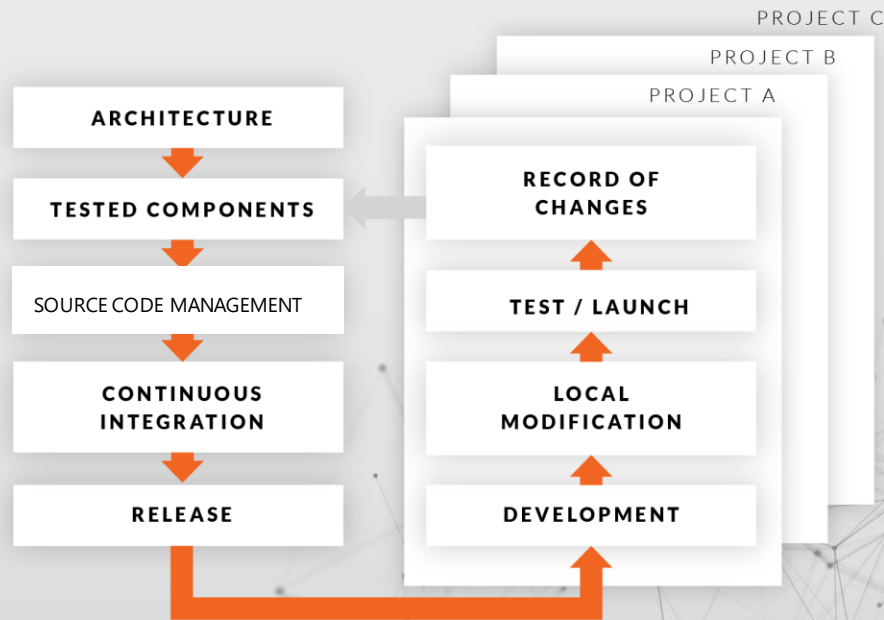 PROJECT C
PROJECT B
PROJECT A
ARCHITECTURE
TESTED COMPONENTS
SOURCE CODE MANAGEMENT
CONTINUOUS
INTEGRATION
RELEASE
RECORD OF
CHANGES
TEST / LAUNCH
LOCAL
MODIFICATION
DEVELOPMENT